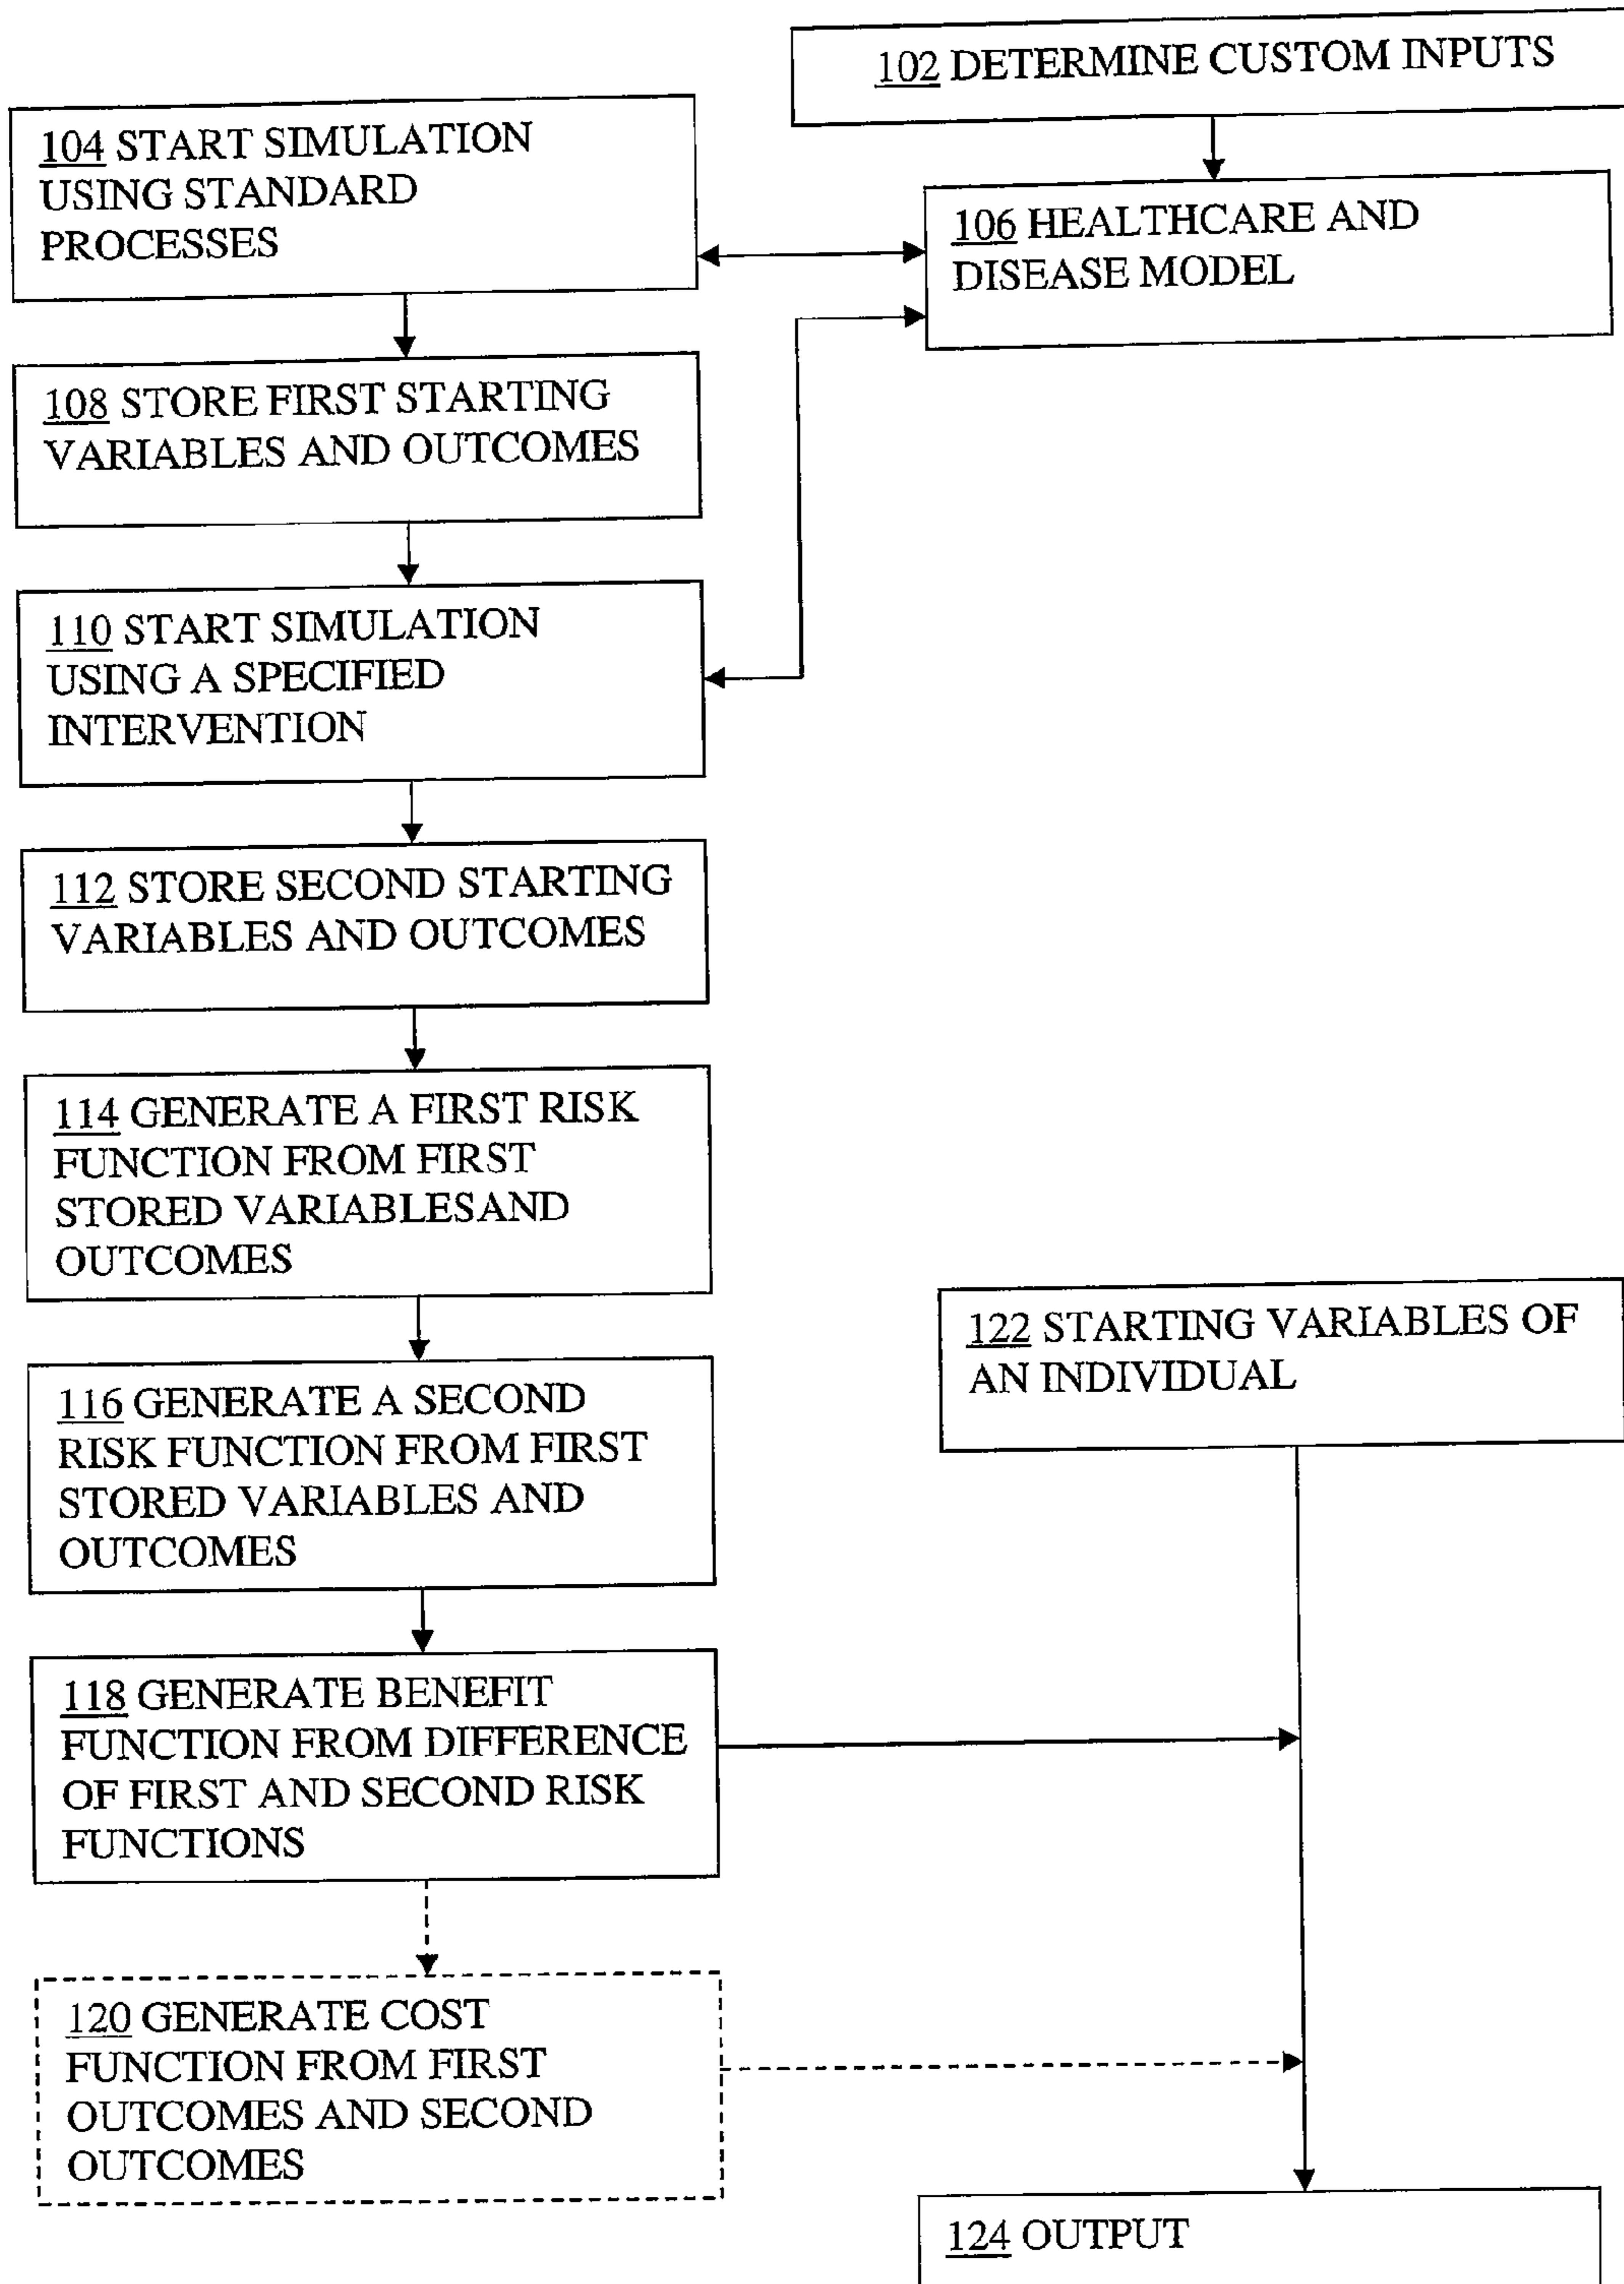 102 DETERMINE CUSTOM INPUTS
104 START SIMULATION
USING STANDARD
PROCESSES
106 HEALTHCARE AND
DISEASE MODEL
108 STORE FIRST STARTING
VARIABLES AND OUTCOMES
110 START SIMULATION
USING A SPECIFIED
INTERVENTION
112 STORE SECOND STARTING
VARIABLES AND OUTCOMES
114 GENERATE A FIRST RISK
FUNCTION FROM FIRST
STORED VARIABLESAND
OUTCOMES
122 STARTING VARIABLES OF
AN INDIVIDUAL
116 GENERATE A SECOND
RISK FUNCTION FROM FIRST
STORED VARIABLES AND
OUTCOMES
118 GENERATE BENEFIT
FUNCTION FROM DIFFERENCE
OF FIRST AND SECOND RISK
FUNCTIONS
120 GENERATE COST
FUNCTION FROM FIRST
OUTCOMES AND SECOND
OUTCOMES
124 OUTPUT